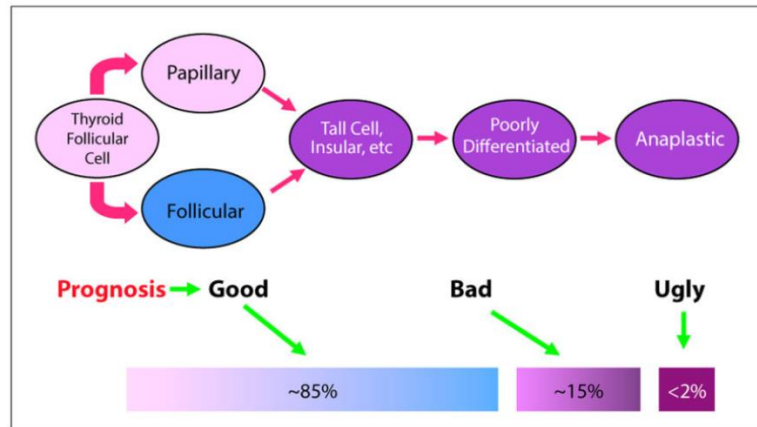 Papillary
Thyroid
Follicular
Cell
Tall Cell,
Insular, etc
Poorly
Differentiated
Anaplastic
Follicular
Prognosis Good Bad Ugly
~85% ~15% <2%